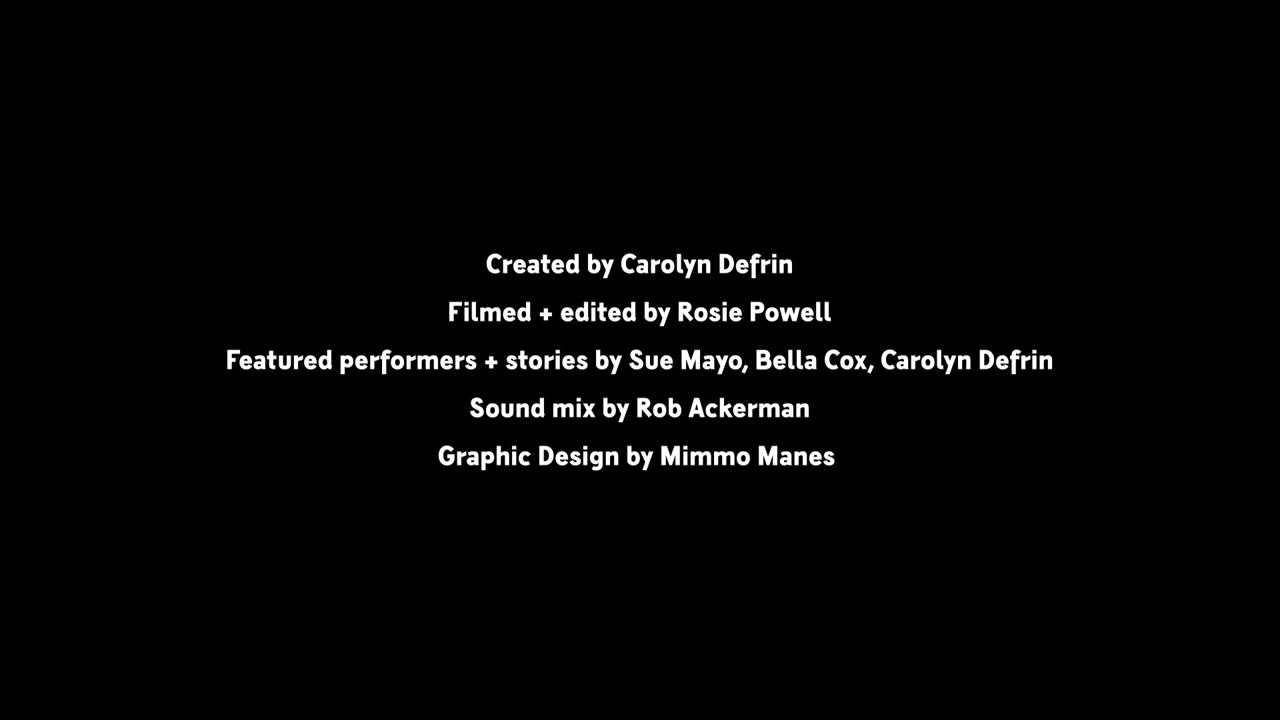 Created by Carolyn Defrin
Filmed + edited by Rosie Powell
Featured performers + stories by Sue Mayo, Bella Cox, Carolyn Defrin
Sound mix by Rob Ackerman
Graphic Design by Mimmo Manes